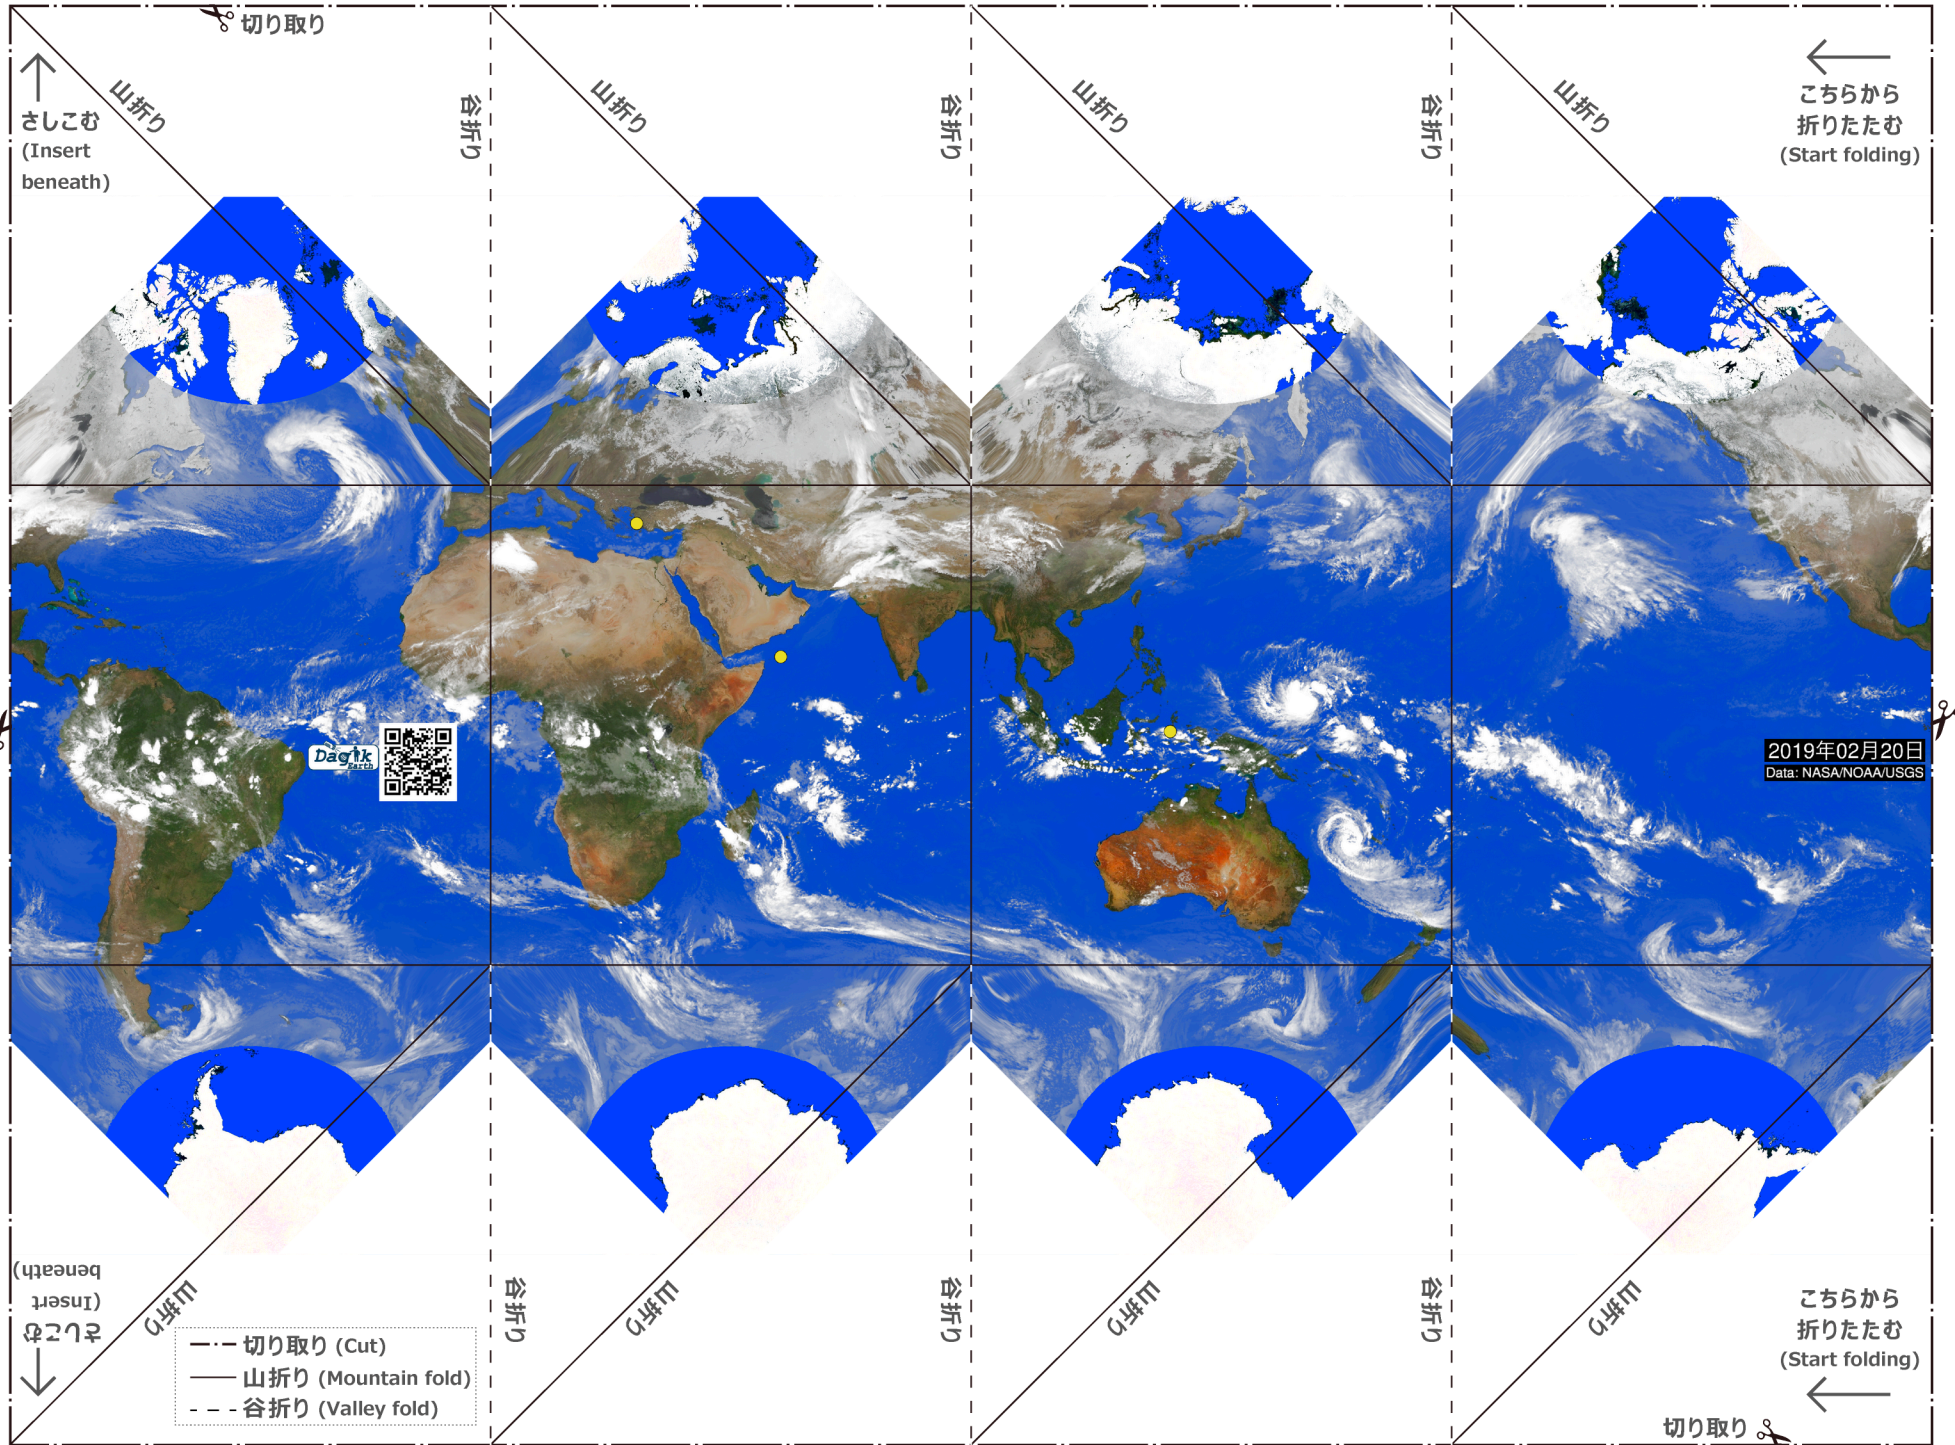 切り取り
さしこむ
(Insert
beneath)
山折り
谷折り
山折り
谷折り
山折り
谷折り
山折り
こちらから
折りたたむ
(Start folding)
Dagik
Earth
2019年02月20日
Data: NASA/NOAA/USGS
さしこむ
(Insert
beneath)
山折り
谷折り
山折り
谷折り
山折り
谷折り
山折り
こちらから
折りたたむ
(Start folding)
切り取り (Cut)
山折り (Mountain fold)
谷折り (Valley fold)
切り取り